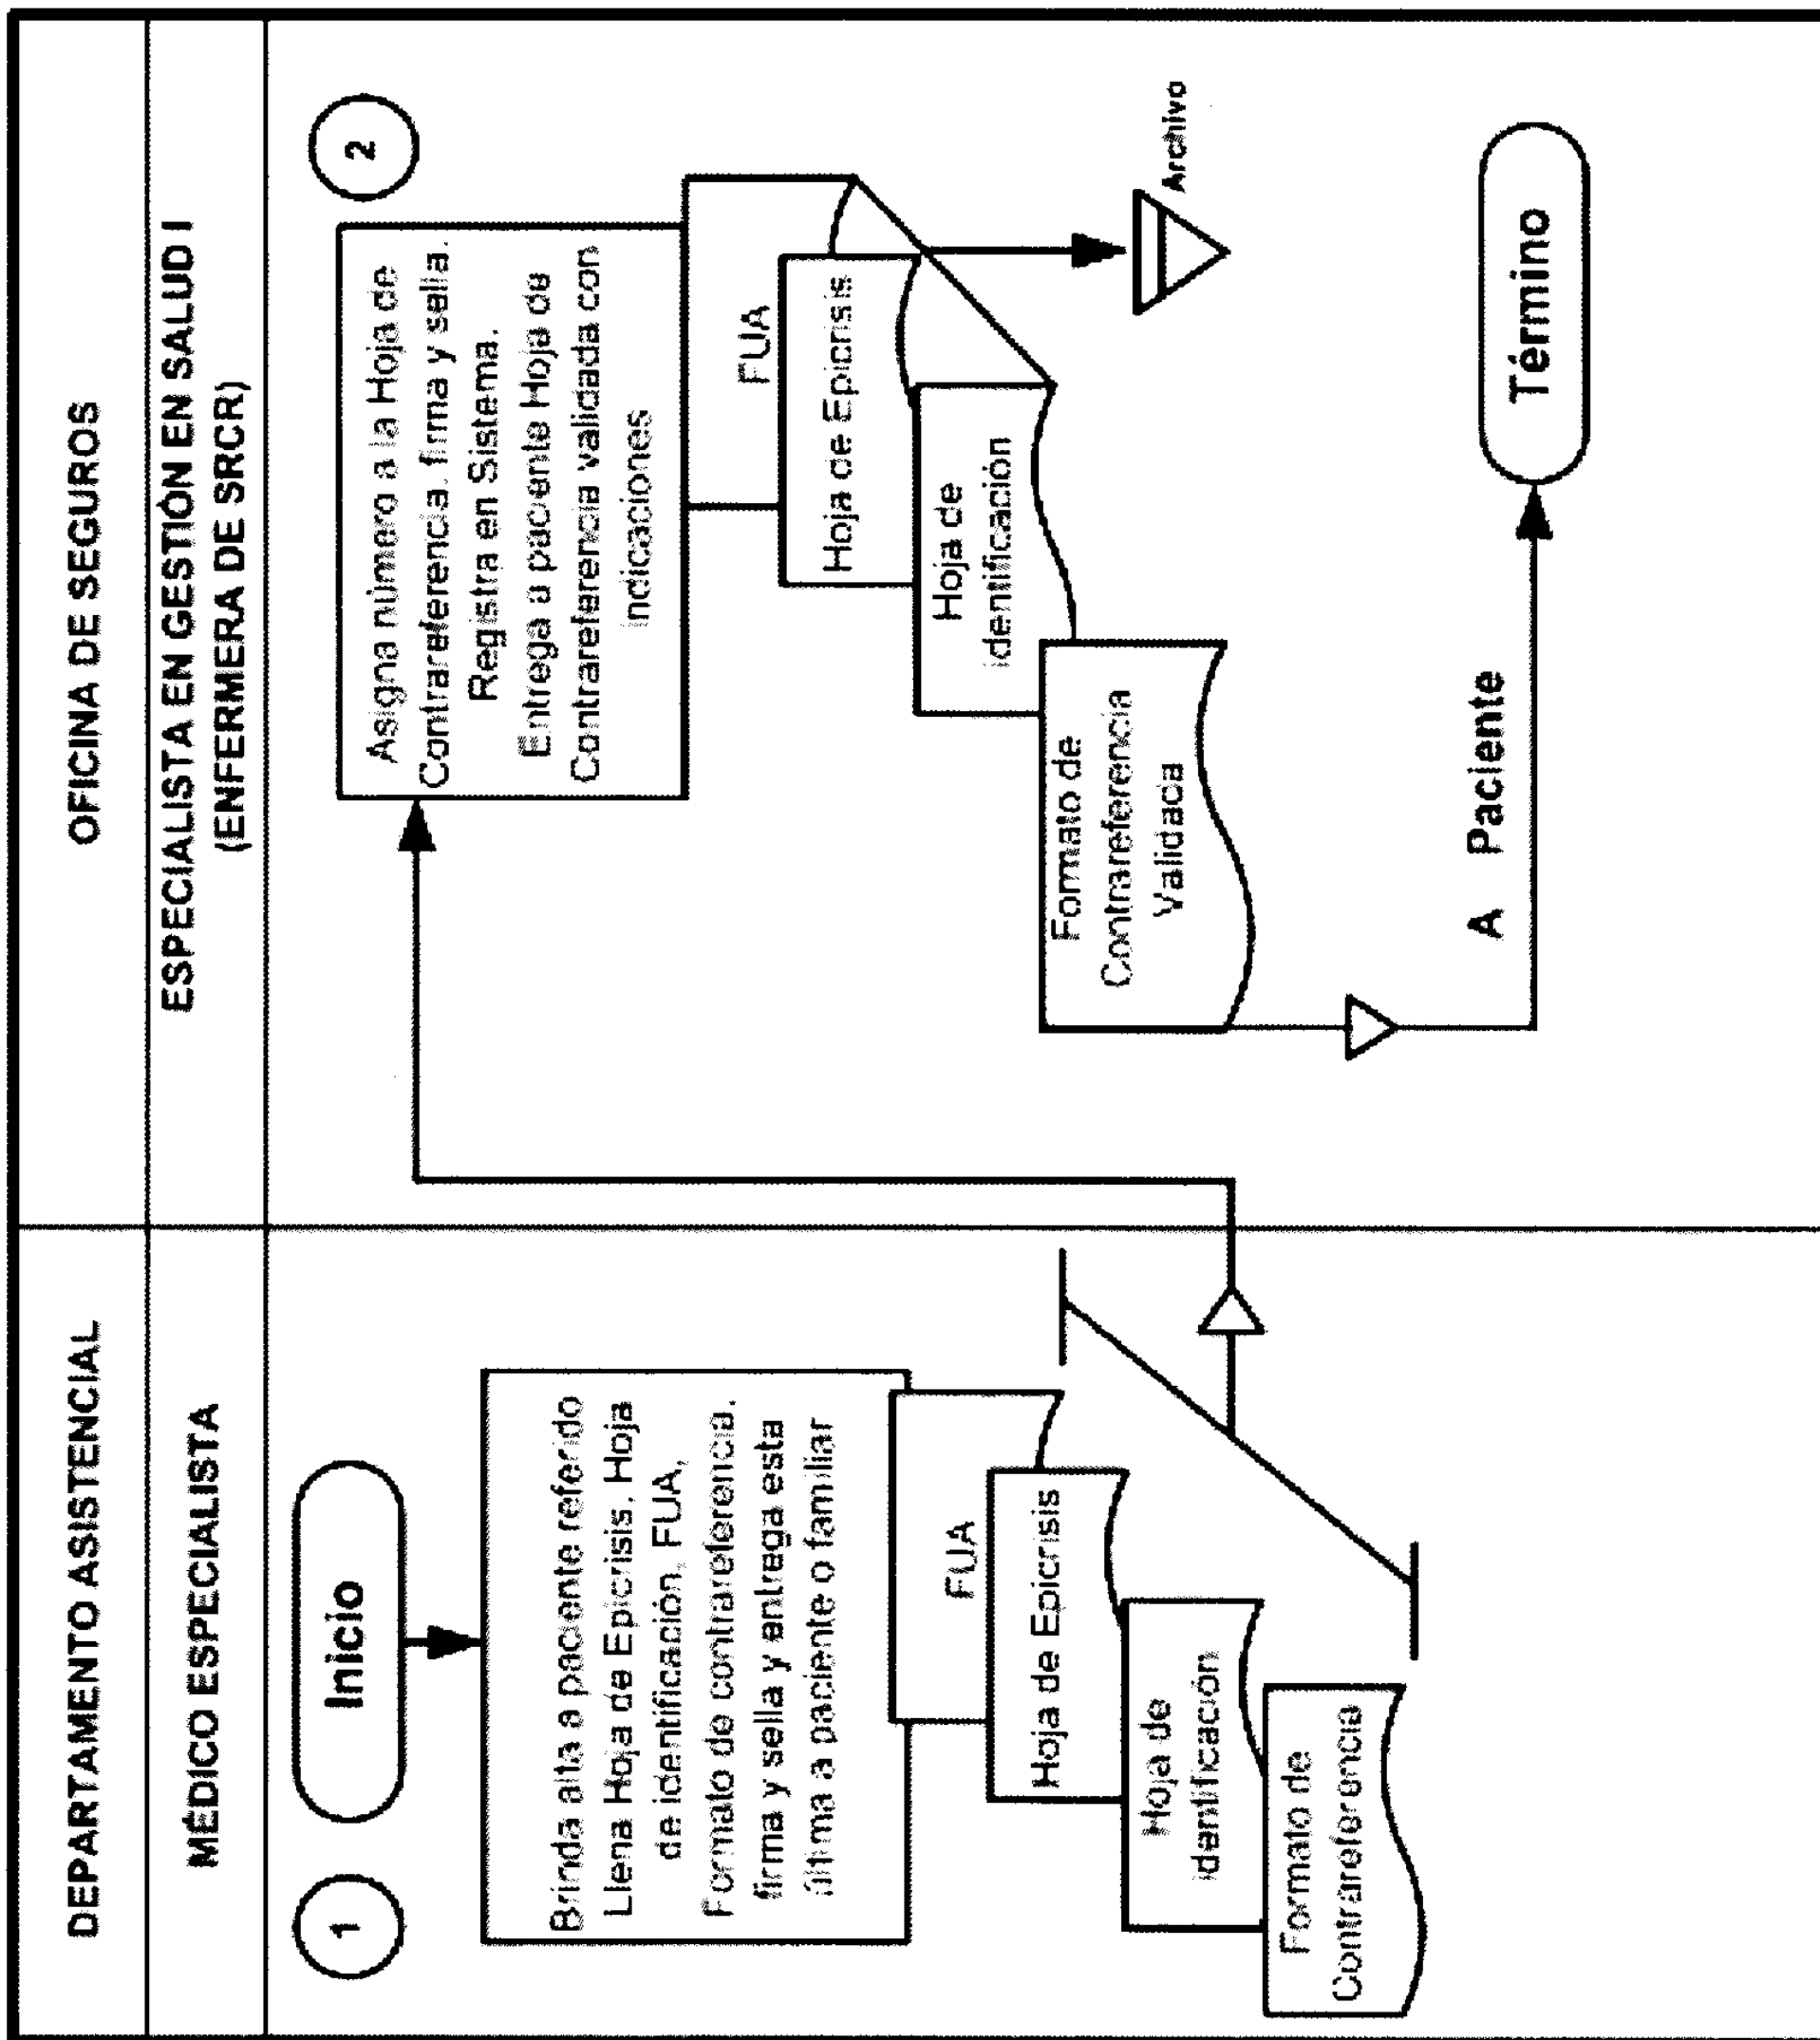 DEPARTAMENTO ASISTENCIAL
MÉDICO ESPECIALISTA
1
Inicio
Brinda alta a paciente referido
Llena Hoja de Epicrisis, Hoja
de identificación, FUA,
Formato de contrareferencia,
firma y sella y entrega esta
última a paciente o familiar
FUA
Hoja de Epicrisis
Hoja de
identificación
Formato de
Contrareferencia
OFICINA DE SEGUROS
ESPECIALISTA EN GESTIÓN EN SALUD I
(ENFERMERA DE SRCR)
2
Asigna número a la Hoja de
Contrareferencia, firma y sella.
Registra en Sistema.
Entrega a paciente Hoja de
Contrareferencia validada con
indicaciones
FUA
Hoja de Epicrisis
Hoja de
identificación
Formato de
Contrareferencia
Validada
Archivo
A Paciente
Término